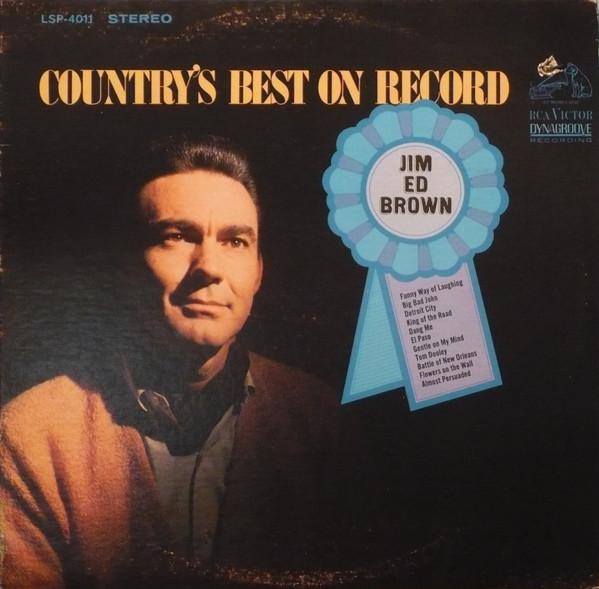 LSP-4011 STEREO
COUNTRY'S BEST ON RECORD
RCA VICTOR
DYNAGROOVE
RECORDING
JIM
ED
BROWN
Funny Way of Laughing
Big Bad John
Detroit City
King of the Road
Dang Me
El Paso
Gentle on My Mind
Tom Dooley
Battle of New Orleans
Flowers on the Wall
Almost Persuaded